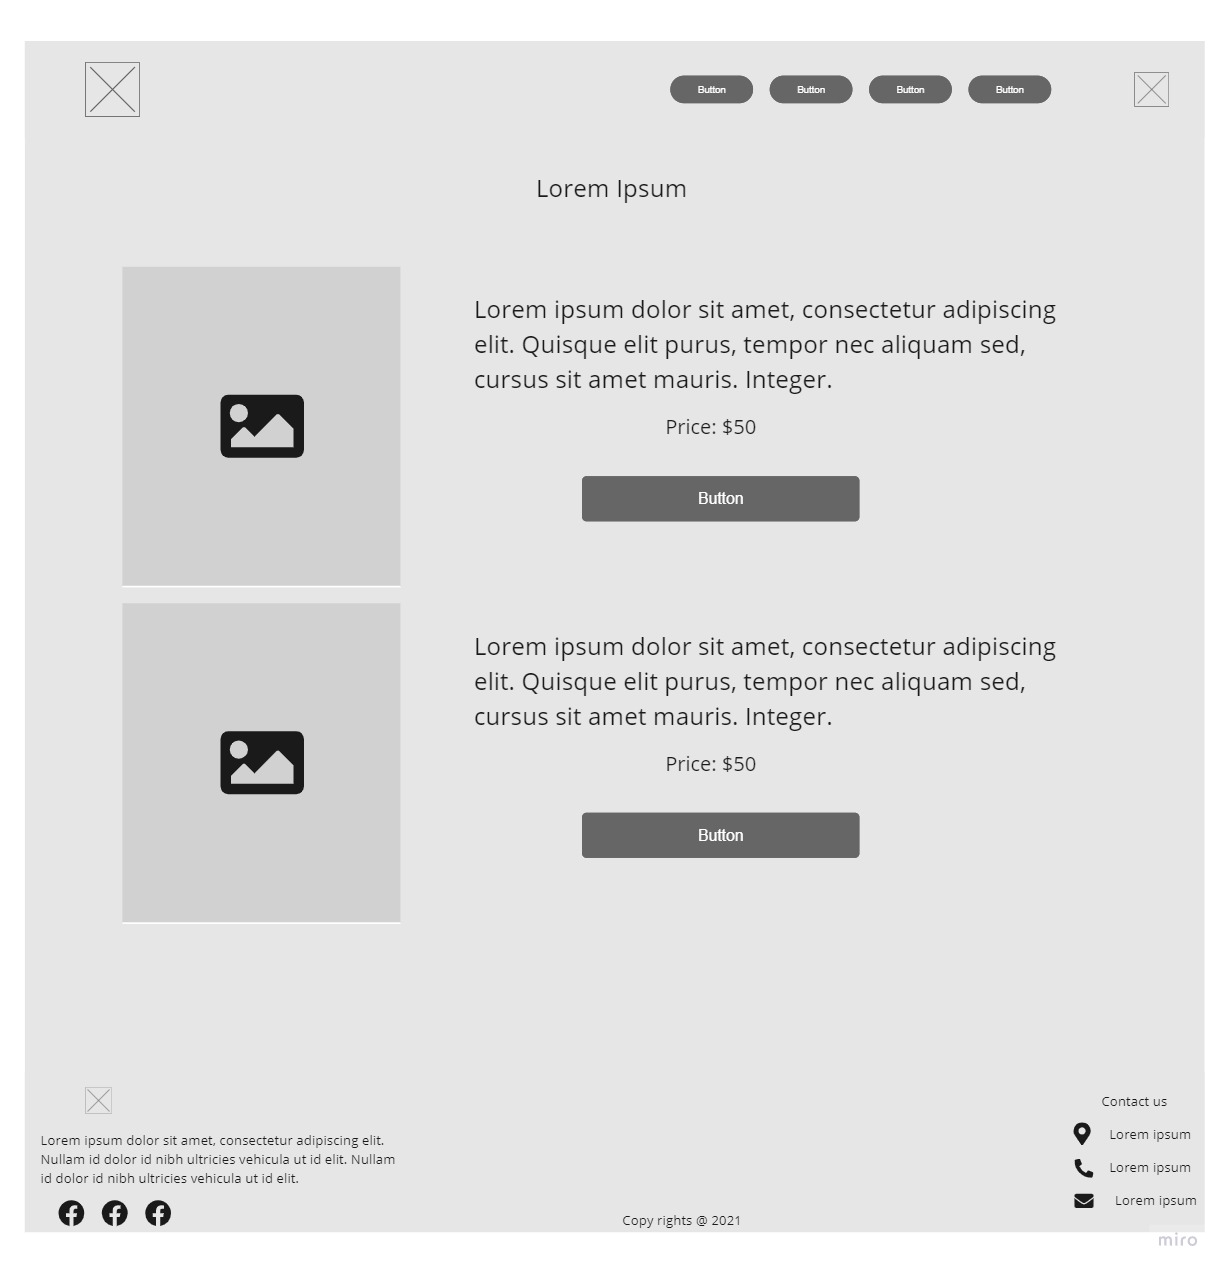 Button
Button
Button
Button
Lorem Ipsum
Lorem ipsum dolor sit amet, consectetur adipiscing
elit. Quisque elit purus, tempor nec aliquam sed,
cursus sit amet mauris. Integer.
Price: $50
Button
Lorem ipsum dolor sit amet, consectetur adipiscing
elit. Quisque elit purus, tempor nec aliquam sed,
cursus sit amet mauris. Integer.
Price: $50
Button
Lorem ipsum dolor sit amet, consectetur adipiscing elit.
Nullam id dolor id nibh ultricies vehicula ut id elit. Nullam
id dolor id nibh ultricies vehicula ut id elit.
Copy rights @ 2021
Contact us
Lorem ipsum
Lorem ipsum
Lorem ipsum
miro